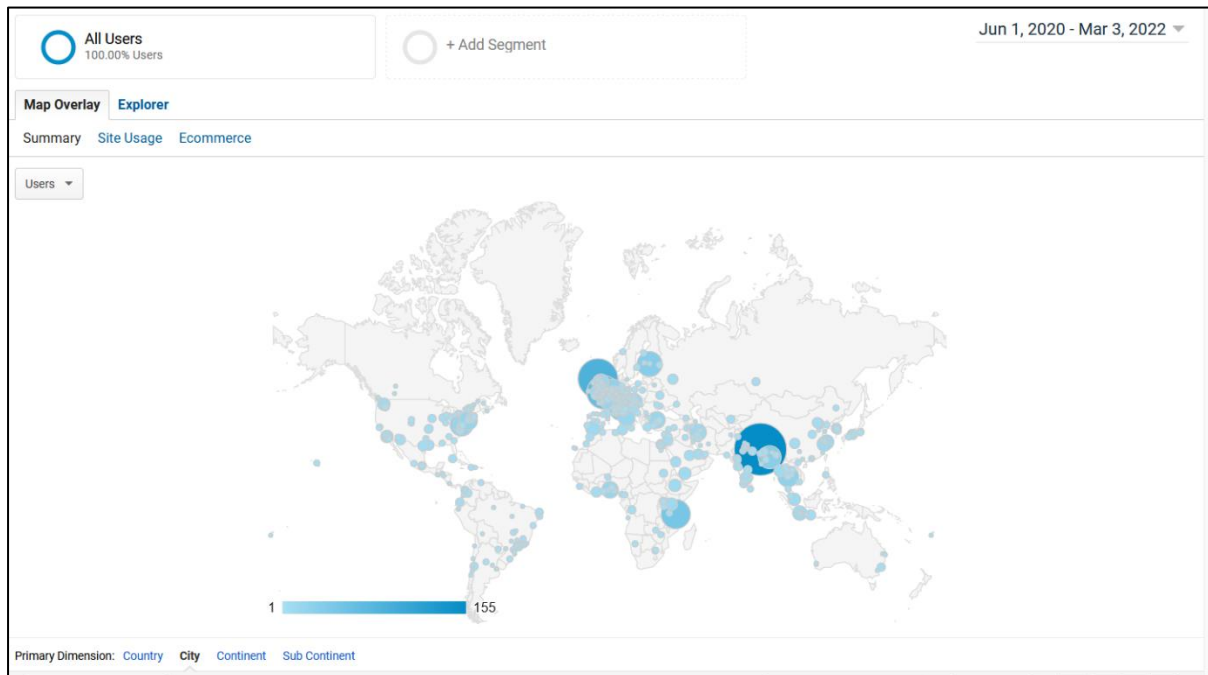 All Users
100.00% Users
+ Add Segment
Jun 1, 2020 - Mar 3, 2022
Map Overlay Explorer
Summary Site Usage Ecommerce
Users
1 155
Primary Dimension: Country City Continent Sub Continent